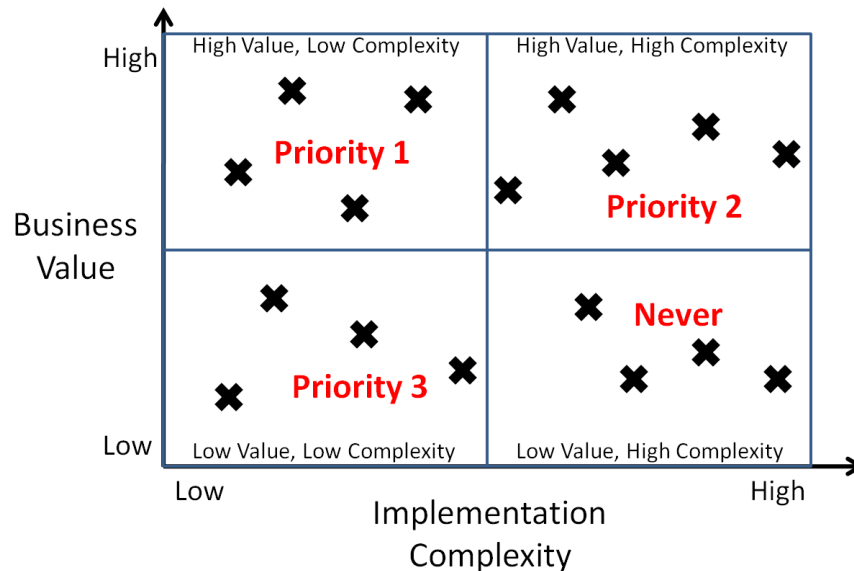 High Value, Low Complexity
High Value, High Complexity
High
Priority 1
Priority 2
Business
Value
Never
Priority 3
Low
Low Value, Low Complexity
Low Value, High Complexity
Low
High
Implementation
Complexity